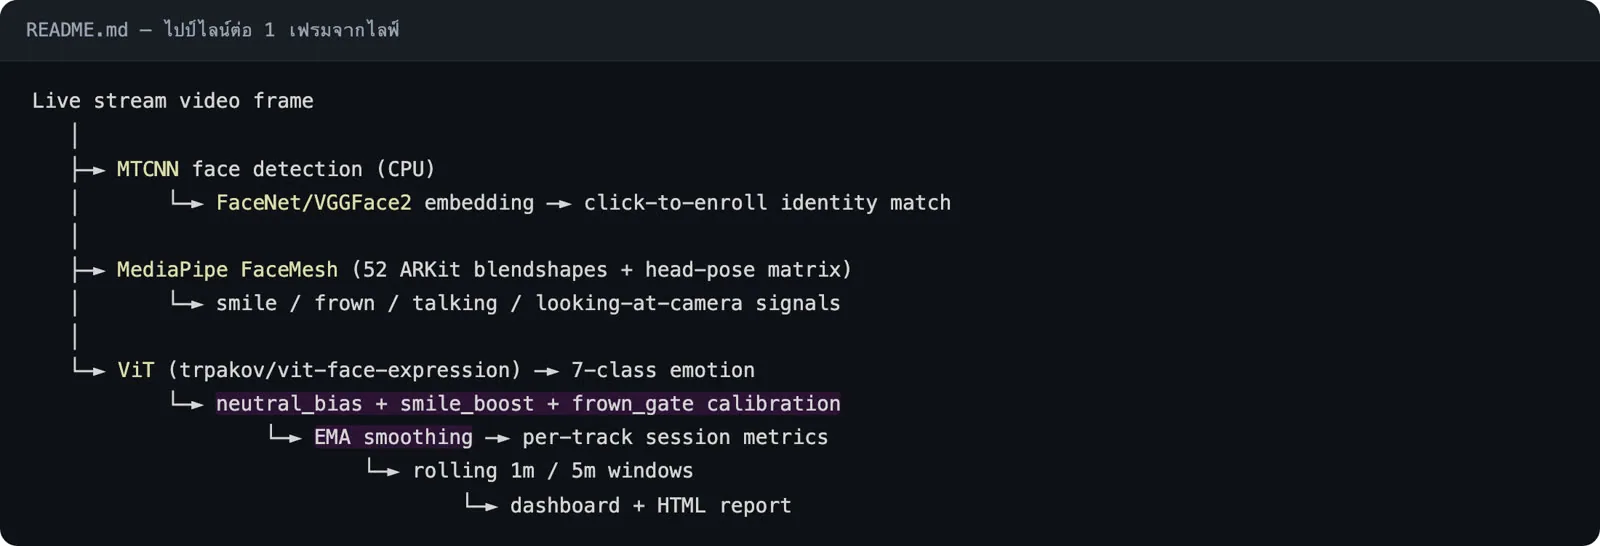 README.md — ไปป์ไลน์ต่อ 1 เฟรมจากไลฟ์
Live stream video frame
│
├─► MTCNN face detection (CPU)
│       └─► FaceNet/VGGFace2 embedding ─► click-to-enroll identity match
│
├─► MediaPipe FaceMesh (52 ARKit blendshapes + head-pose matrix)
│       └─► smile / frown / talking / looking-at-camera signals
│
└─► ViT (trpakov/vit-face-expression) ─► 7-class emotion
└─► neutral_bias + smile_boost + frown_gate calibration
└─► EMA smoothing ─► per-track session metrics
└─► rolling 1m / 5m windows
└─► dashboard + HTML report